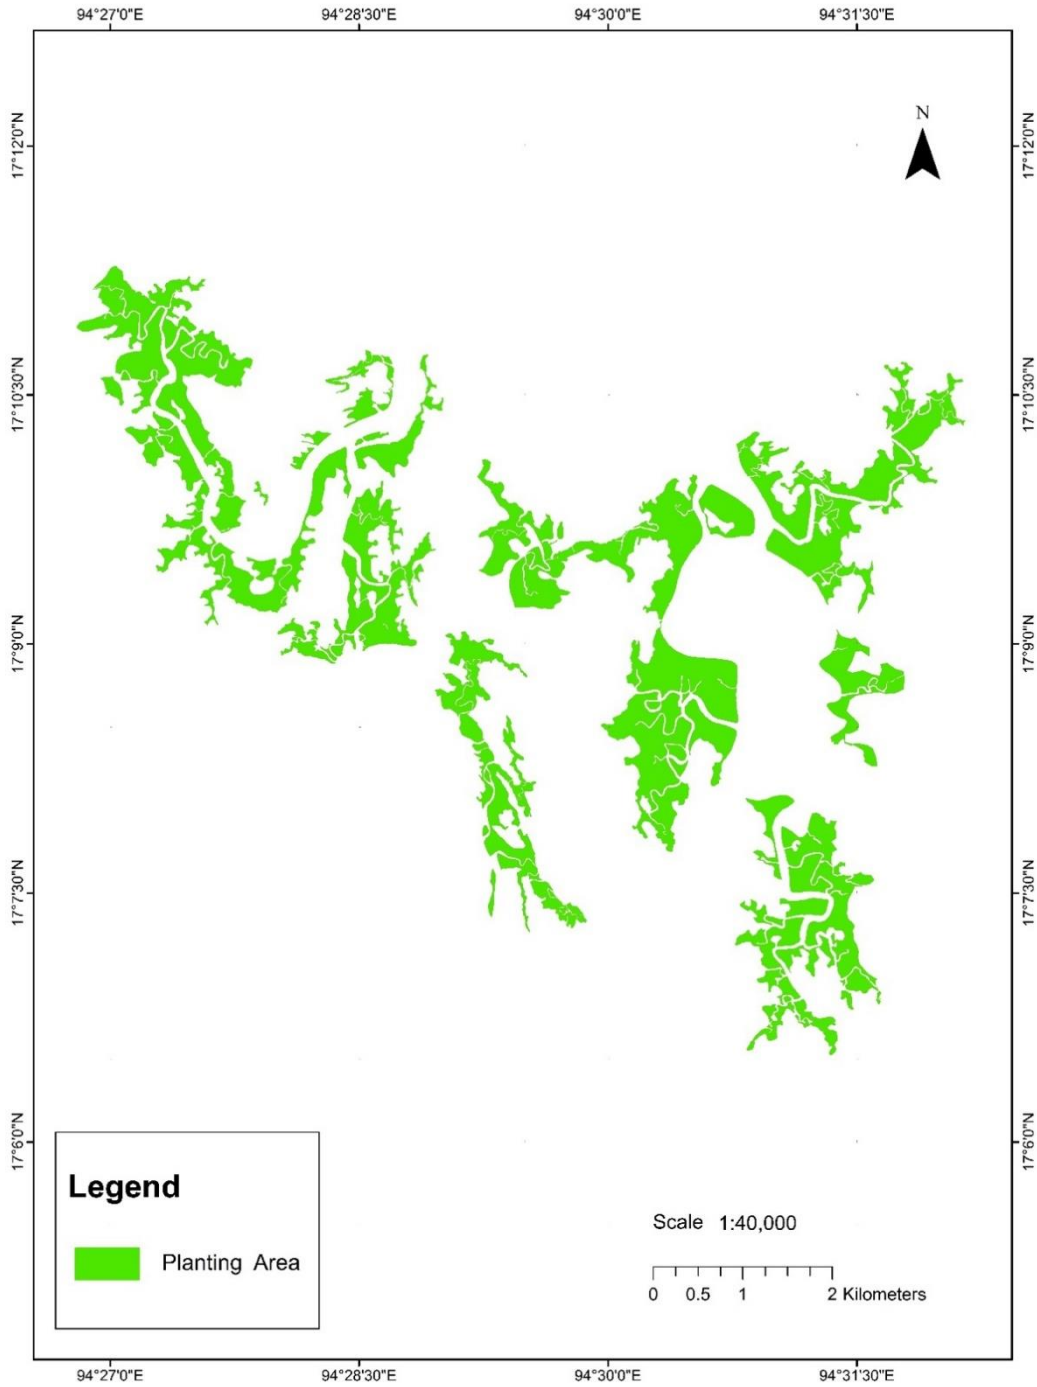 94°27'0"E 94°28'30"E 94°30'0"E 94°31'30"E
N
17°12'0"N 17°12'0"N
17°10'30"N 17°10'30"N
17°9'0"N 17°9'0"N
17°7'30"N 17°7'30"N
17°6'0"N 17°6'0"N
Legend
Planting Area
Scale 1:40,000
0 0.5 1 2 Kilometers
94°27'0"E 94°28'30"E 94°30'0"E 94°31'30"E